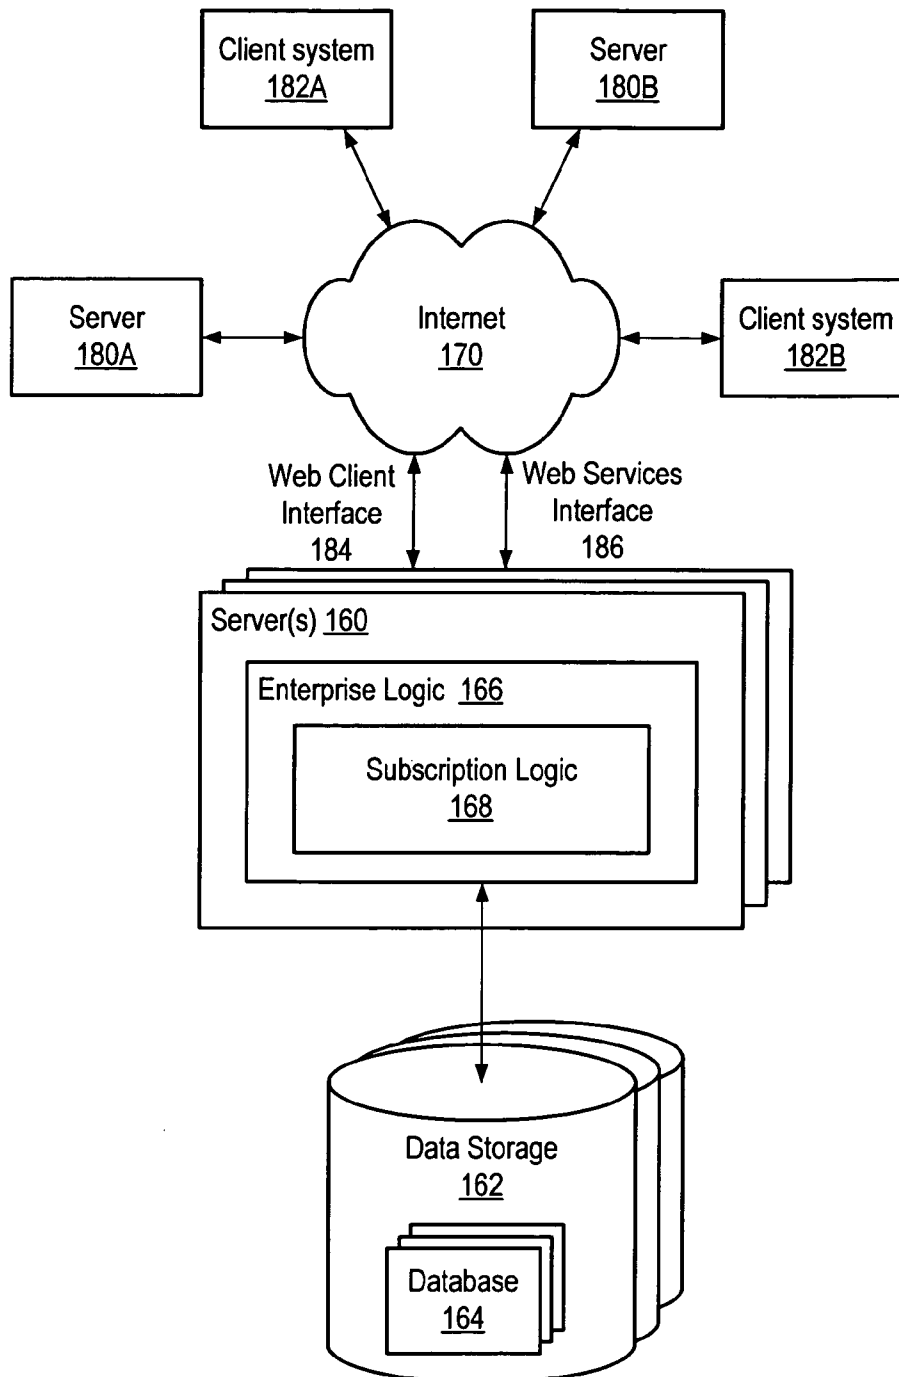 Client system
182A
Server
180B
Server
180A
Internet
170
Client system
182B
Web Client
Interface
184
Web Services
Interface
186
Server(s) 160
Enterprise Logic 166
Subscription Logic
168
Data Storage
162
Database
164